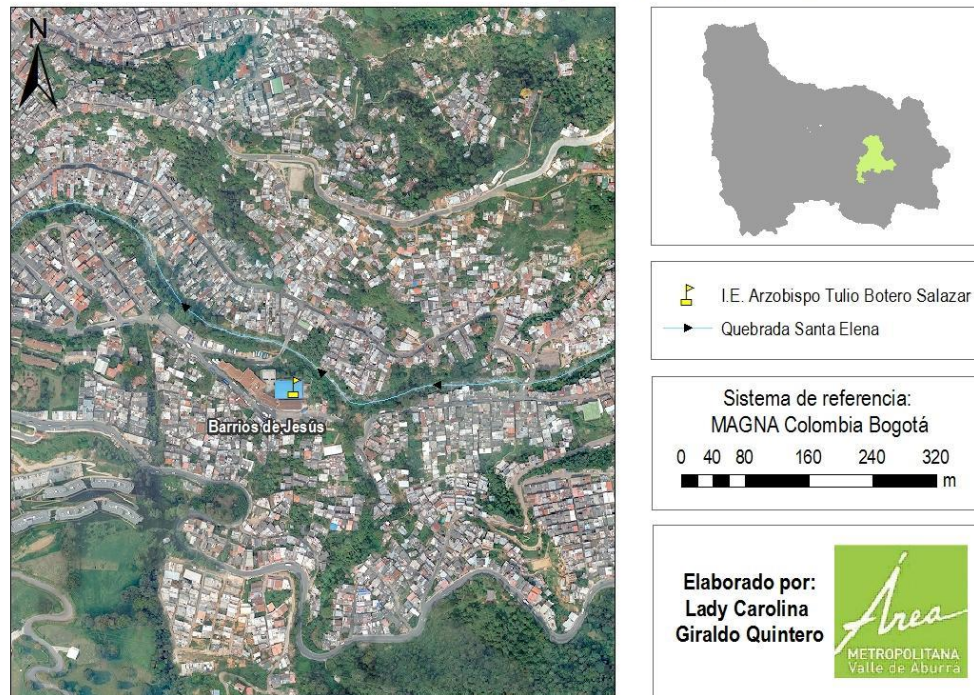 N
Barrios de Jesús
I.E. Arzobispo Tulio Botero Salazar
Quebrada Santa Elena
Sistema de referencia:
MAGNA Colombia Bogotá
0 40 80 160 240 320
m
Elaborado por:
Lady Carolina
Giraldo Quintero
Área
METROPOLITANA
Valle de Aburrá